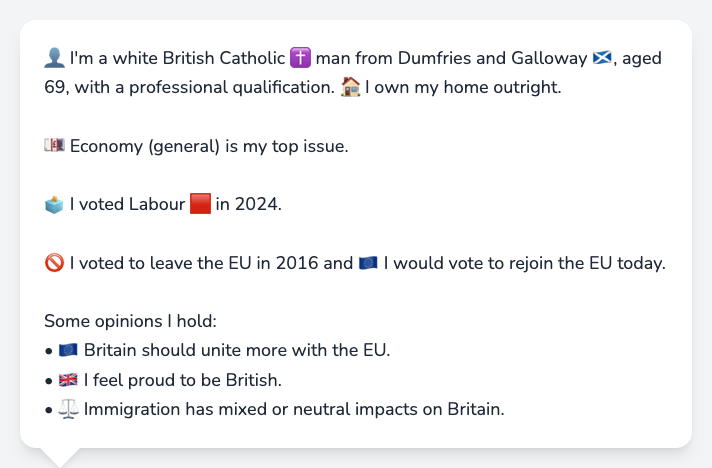 👤 I'm a white British Catholic ✝️ man from Dumfries and Galloway 🏴󠁧󠁢󠁳󠁣󠁴󠁿, aged
69, with a professional qualification. 🏠 I own my home outright.
💷 Economy (general) is my top issue.
🗳️ I voted Labour 🟥 in 2024.
🚫 I voted to leave the EU in 2016 and 🇪🇺 I would vote to rejoin the EU today.
Some opinions I hold:
• 🇪🇺 Britain should unite more with the EU.
• 🇬🇧 I feel proud to be British.
• ⚖️ Immigration has mixed or neutral impacts on Britain.